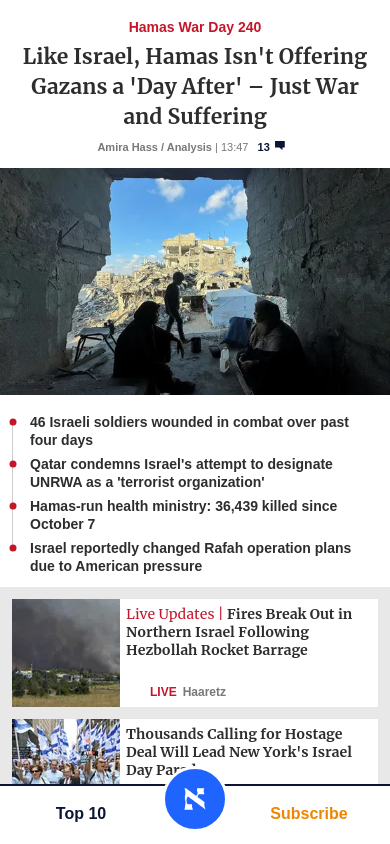 Hamas War Day 240
Like Israel, Hamas Isn't Offering
Gazans a 'Day After' – Just War
and Suffering
Amira Hass / Analysis | 13:47 13
46 Israeli soldiers wounded in combat over past
four days
Qatar condemns Israel's attempt to designate
UNRWA as a 'terrorist organization'
Hamas-run health ministry: 36,439 killed since
October 7
Israel reportedly changed Rafah operation plans
due to American pressure
Live Updates | Fires Break Out in
Northern Israel Following
Hezbollah Rocket Barrage
LIVE Haaretz
Thousands Calling for Hostage
Deal Will Lead New York's Israel
Day
Top 10
Subscribe